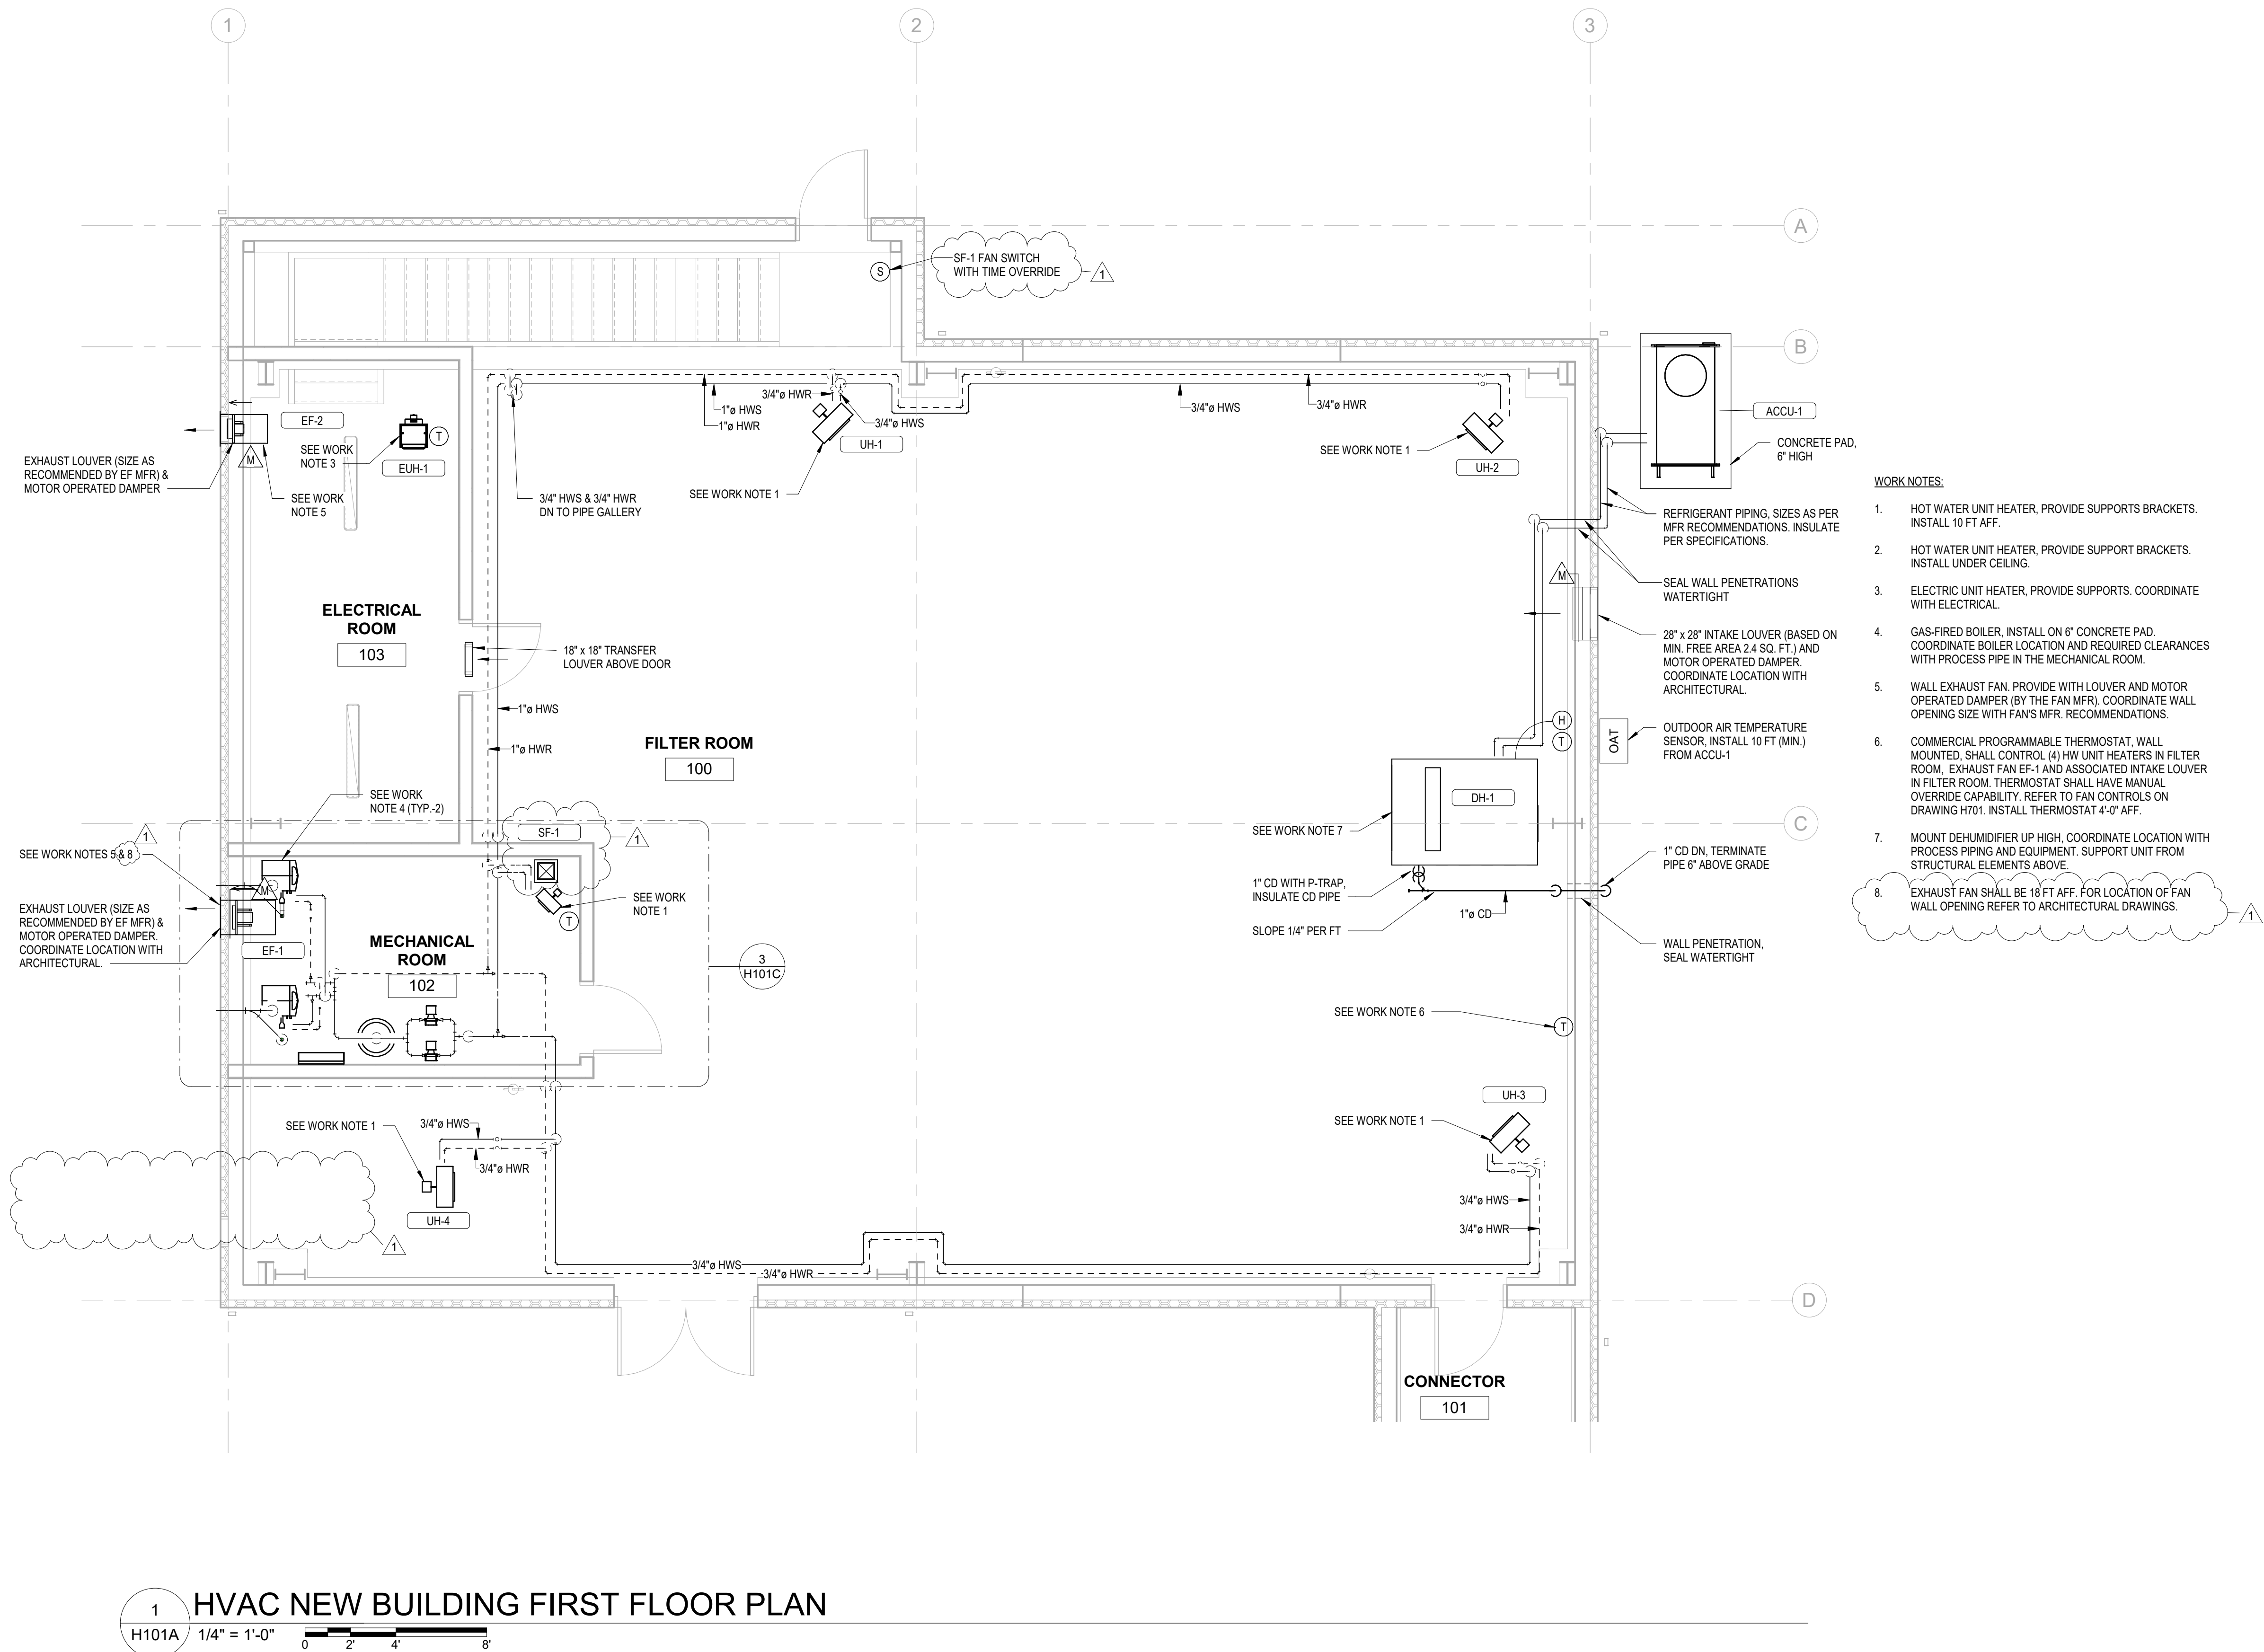 1
2
3
A
B
C
D
SF-1 FAN SWITCH
WITH TIME OVERRIDE
1
S
EF-2
M
EXHAUST LOUVER (SIZE AS
RECOMMENDED BY EF MFR) &
MOTOR OPERATED DAMPER
SEE WORK
NOTE 5
SEE WORK
NOTE 3
T
EUH-1
3/4"ø HWR
1"ø HWS
1"ø HWR
3/4"ø HWS
UH-1
SEE WORK NOTE 1
3/4" HWS & 3/4" HWR
DN TO PIPE GALLERY
3/4"ø HWS
3/4"ø HWR
SEE WORK NOTE 1
UH-2
ACCU-1
CONCRETE PAD,
6" HIGH
REFRIGERANT PIPING, SIZES AS PER
MFR RECOMMENDATIONS. INSULATE
PER SPECIFICATIONS.
SEAL WALL PENETRATIONS
WATERTIGHT
M
28" x 28" INTAKE LOUVER (BASED ON
MIN. FREE AREA 2.4 SQ. FT.) AND
MOTOR OPERATED DAMPER.
COORDINATE LOCATION WITH
ARCHITECTURAL.
OAT
OUTDOOR AIR TEMPERATURE
SENSOR, INSTALL 10 FT (MIN.)
FROM ACCU-1
ELECTRICAL
ROOM
103
18" x 18" TRANSFER
LOUVER ABOVE DOOR
1"ø HWS
1"ø HWR
FILTER ROOM
100
H
T
DH-1
SEE WORK NOTE 7
1" CD WITH P-TRAP,
INSULATE CD PIPE
SLOPE 1/4" PER FT
1"ø CD
1" CD DN, TERMINATE
PIPE 6" ABOVE GRADE
WALL PENETRATION,
SEAL WATERTIGHT
SEE WORK
NOTE 4 (TYP.-2)
SF-1
1
SEE WORK
NOTE 1
T
1
SEE WORK NOTES 5 & 8
M
EXHAUST LOUVER (SIZE AS
RECOMMENDED BY EF MFR) &
MOTOR OPERATED DAMPER.
COORDINATE LOCATION WITH
ARCHITECTURAL.
EF-1
MECHANICAL
ROOM
102
3
H101C
SEE WORK NOTE 6
T
UH-3
SEE WORK NOTE 1
3/4"ø HWS
3/4"ø HWR
SEE WORK NOTE 1
3/4"ø HWS
3/4"ø HWR
UH-4
1
3/4"ø HWS
3/4"ø HWR
CONNECTOR
101
WORK NOTES:
1. HOT WATER UNIT HEATER, PROVIDE SUPPORTS BRACKETS.
INSTALL 10 FT AFF.
2. HOT WATER UNIT HEATER, PROVIDE SUPPORT BRACKETS.
INSTALL UNDER CEILING.
3. ELECTRIC UNIT HEATER, PROVIDE SUPPORTS. COORDINATE
WITH ELECTRICAL.
4. GAS-FIRED BOILER, INSTALL ON 6" CONCRETE PAD.
COORDINATE BOILER LOCATION AND REQUIRED CLEARANCES
WITH PROCESS PIPE IN THE MECHANICAL ROOM.
5. WALL EXHAUST FAN. PROVIDE WITH LOUVER AND MOTOR
OPERATED DAMPER (BY THE FAN MFR). COORDINATE WALL
OPENING SIZE WITH FAN'S MFR. RECOMMENDATIONS.
6. COMMERCIAL PROGRAMMABLE THERMOSTAT, WALL
MOUNTED, SHALL CONTROL (4) HW UNIT HEATERS IN FILTER
ROOM, EXHAUST FAN EF-1 AND ASSOCIATED INTAKE LOUVER
IN FILTER ROOM. THERMOSTAT SHALL HAVE MANUAL
OVERRIDE CAPABILITY. REFER TO FAN CONTROLS ON
DRAWING H701. INSTALL THERMOSTAT 4'-0" AFF.
7. MOUNT DEHUMIDIFIER UP HIGH, COORDINATE LOCATION WITH
PROCESS PIPING AND EQUIPMENT. SUPPORT UNIT FROM
STRUCTURAL ELEMENTS ABOVE.
8. EXHAUST FAN SHALL BE 18 FT AFF. FOR LOCATION OF FAN
WALL OPENING REFER TO ARCHITECTURAL DRAWINGS.
1
1
H101A
HVAC NEW BUILDING FIRST FLOOR PLAN
1/4" = 1'-0"
0 2' 4' 8'